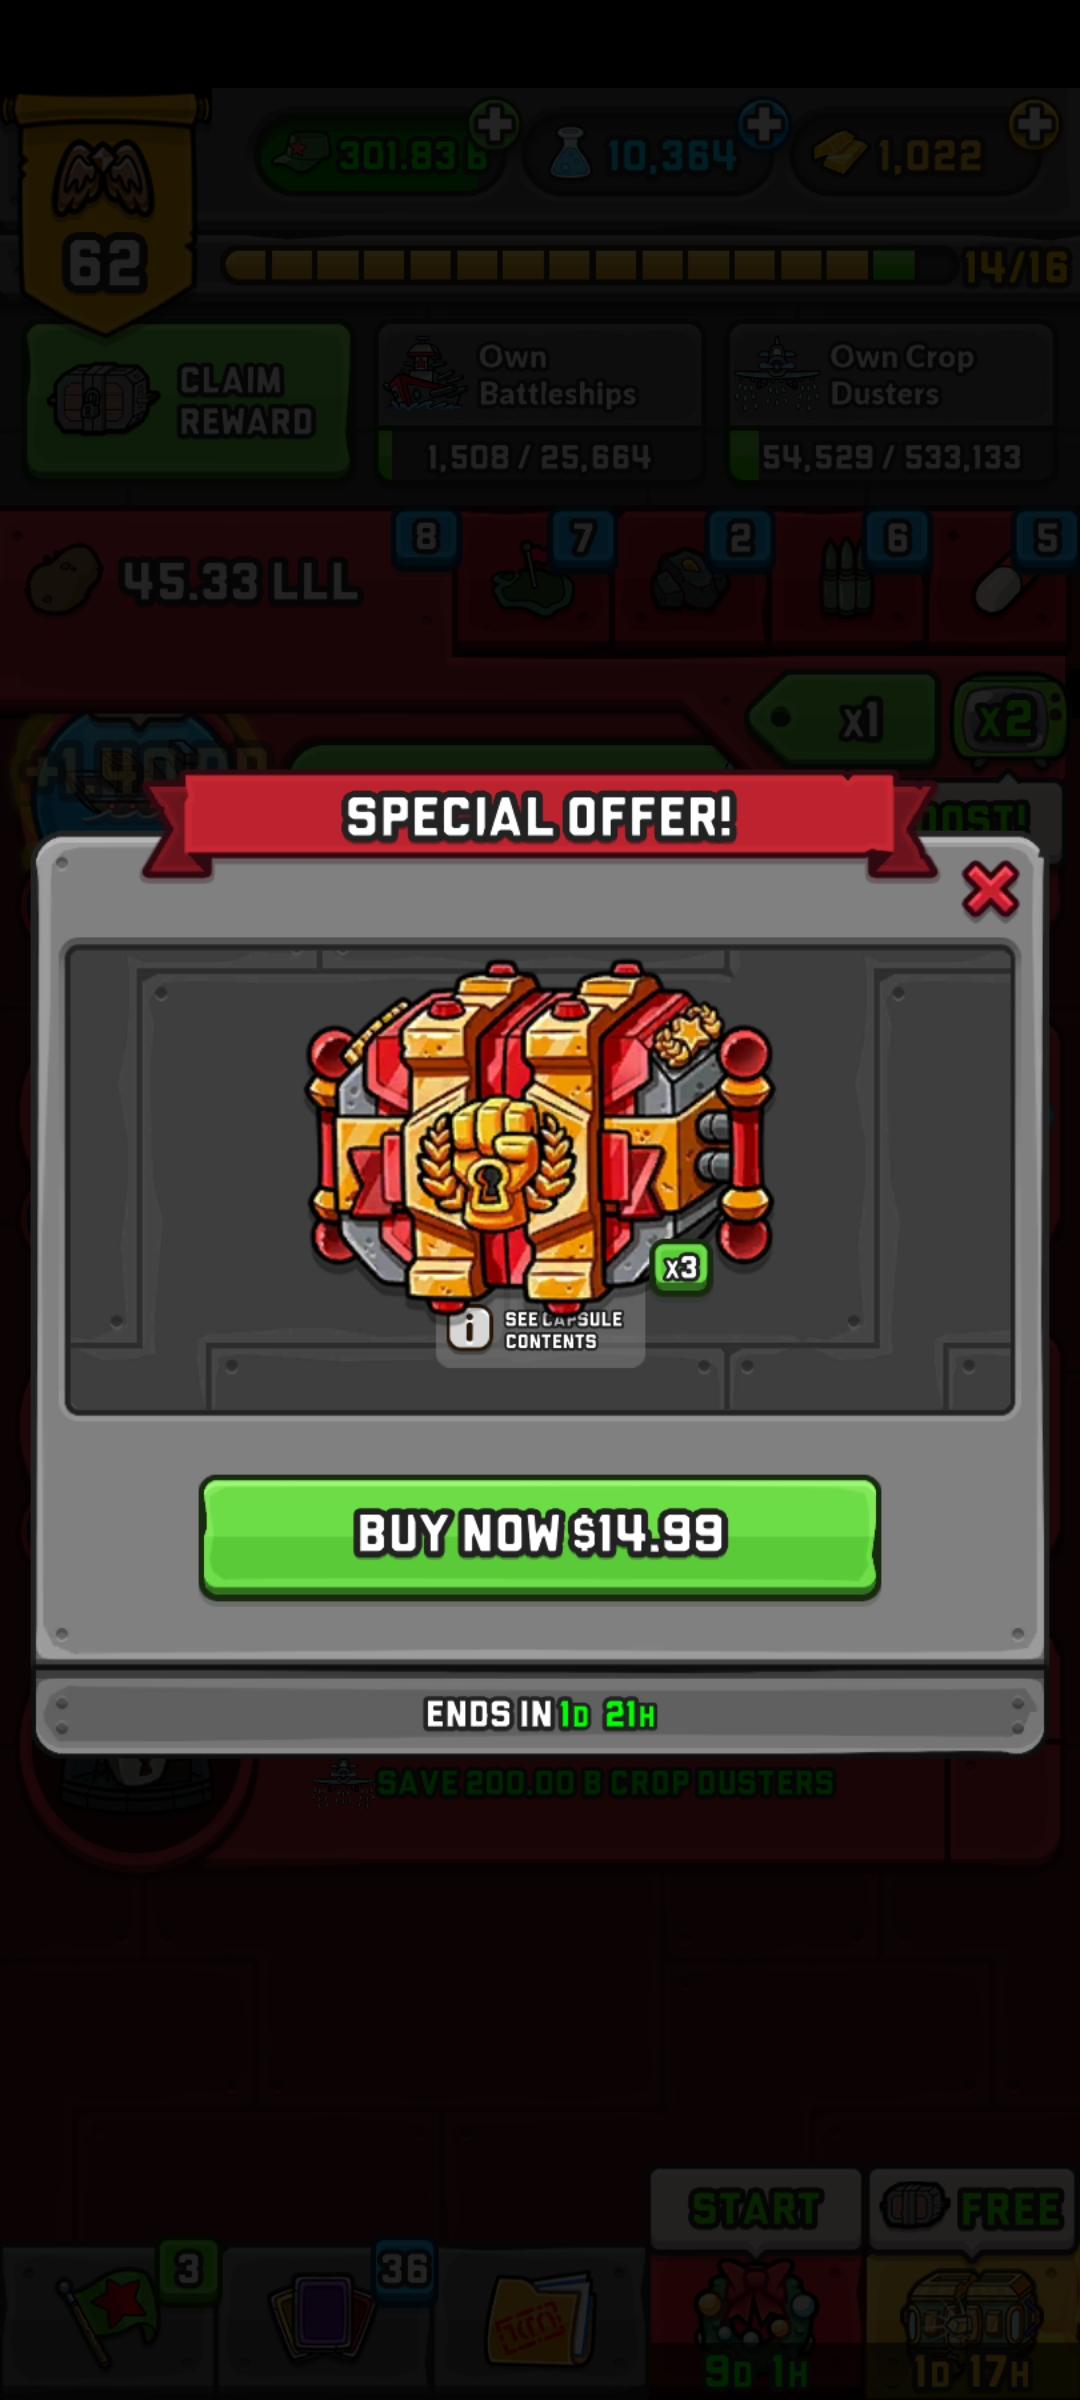 301.83 B
10,364
1,022
62
14/16
CLAIM
REWARD
Own
Battleships
1,508 / 25,664
Own Crop
Dusters
54,529 / 533,133
45.33 LLL
8
7
2
6
5
x1
x2
SPECIAL OFFER!
x3
SEE CAPSULE
CONTENTS
BUY NOW $14.99
ENDS IN 1D 21H
SAVE 200.00 B CROP DUSTERS
START
FREE
3
36
9D 1H
1D 17H